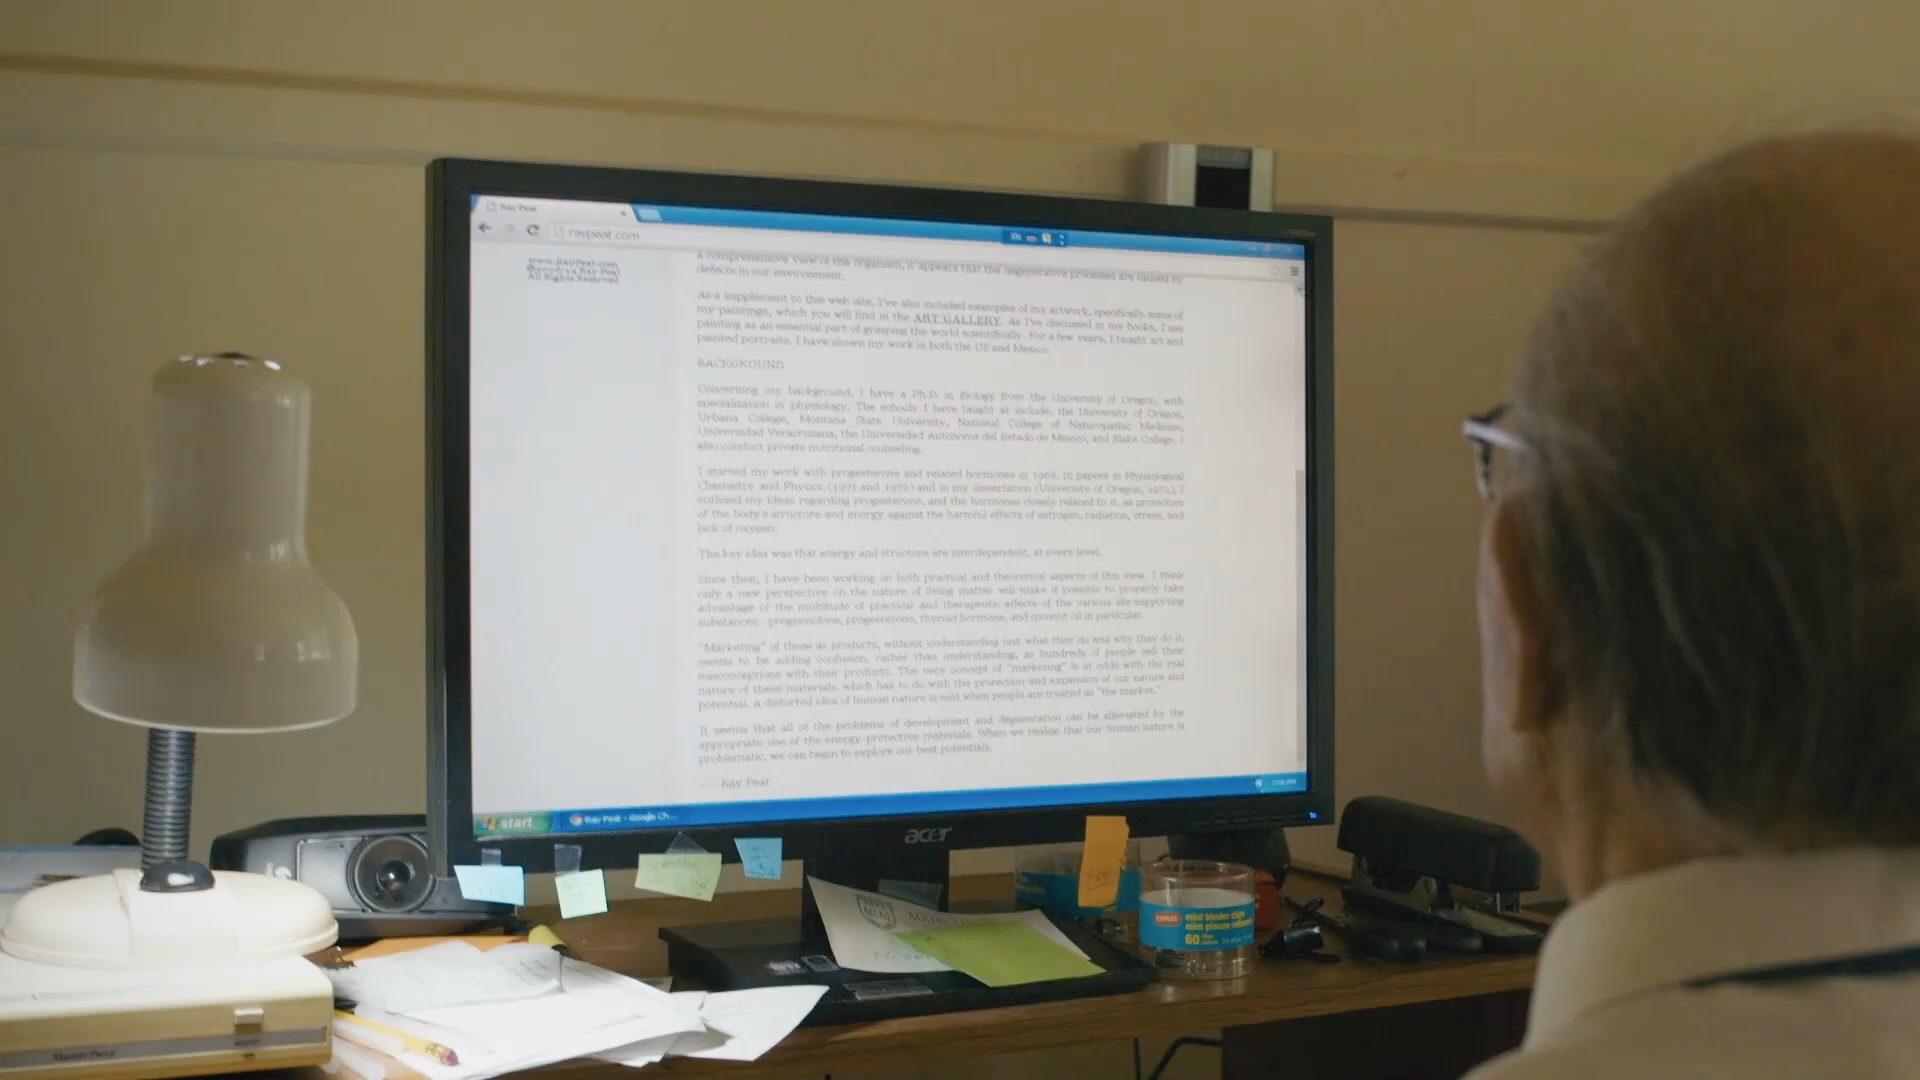 Ray Peat
raypeat.com
EN
www.RayPeat.com
All Rights Reserved
a comprehensive view of the organism, it appears that the degenerative processes are caused by
defects in our environment.
As a supplement to this web site, I've also included examples of my artwork, specifically some of
my paintings, which you will find in the ART GALLERY. As I've discussed in my books, I see
painting as an essential part of grasping the world scientifically. For a few years, I taught art and
painted portraits. I have shown my work in both the US and Mexico.
BACKGROUND
Concerning my background, I have a Ph.D. in Biology from the University of Oregon, with
specialization in physiology. The schools I have taught at include: the University of Oregon,
Urbana College, Montana State University, National College of Naturopathic Medicine,
Universidad Veracruzana, the Universidad Autonoma del Estado de Mexico, and Blake College. I
also conduct private nutritional counseling.
I started my work with progesterone and related hormones in 1968. In papers in Physiological
Chemistry and Physics (1971 and 1972) and in my dissertation (University of Oregon, 1972), I
outlined my ideas regarding progesterone, and the hormones closely related to it, as protectors
of the body's structure and energy against the harmful effects of estrogen, radiation, stress, and
lack of oxygen.
The key idea was that energy and structure are interdependent, at every level.
Since then, I have been working on both practical and theoretical aspects of this view. I think
only a new perspective on the nature of living matter will make it possible to properly take
advantage of the multitude of practical and therapeutic effects of the various life-supporting
substances--pregnenolone, progesterone, thyroid hormone, and coconut oil in particular.
"Marketing" of these as products, without understanding just what they do and why they do it,
seems to be adding confusion, rather than understanding, as hundreds of people sell their
misconceptions with their products. The very concept of "marketing" is at odds with the real
nature of these materials, which has to do with the protection and expansion of our nature and
potential. A distorted idea of human nature is sold when people are treated as "the market."
It seems that all of the problems of development and degeneration can be alleviated by the
appropriate use of the energy-protective materials. When we realize that our human nature is
problematic, we can begin to explore our best potentials.
----Ray Peat
start
Ray Peat - Google Ch...
acer
STAPLES
mini binder clips
60